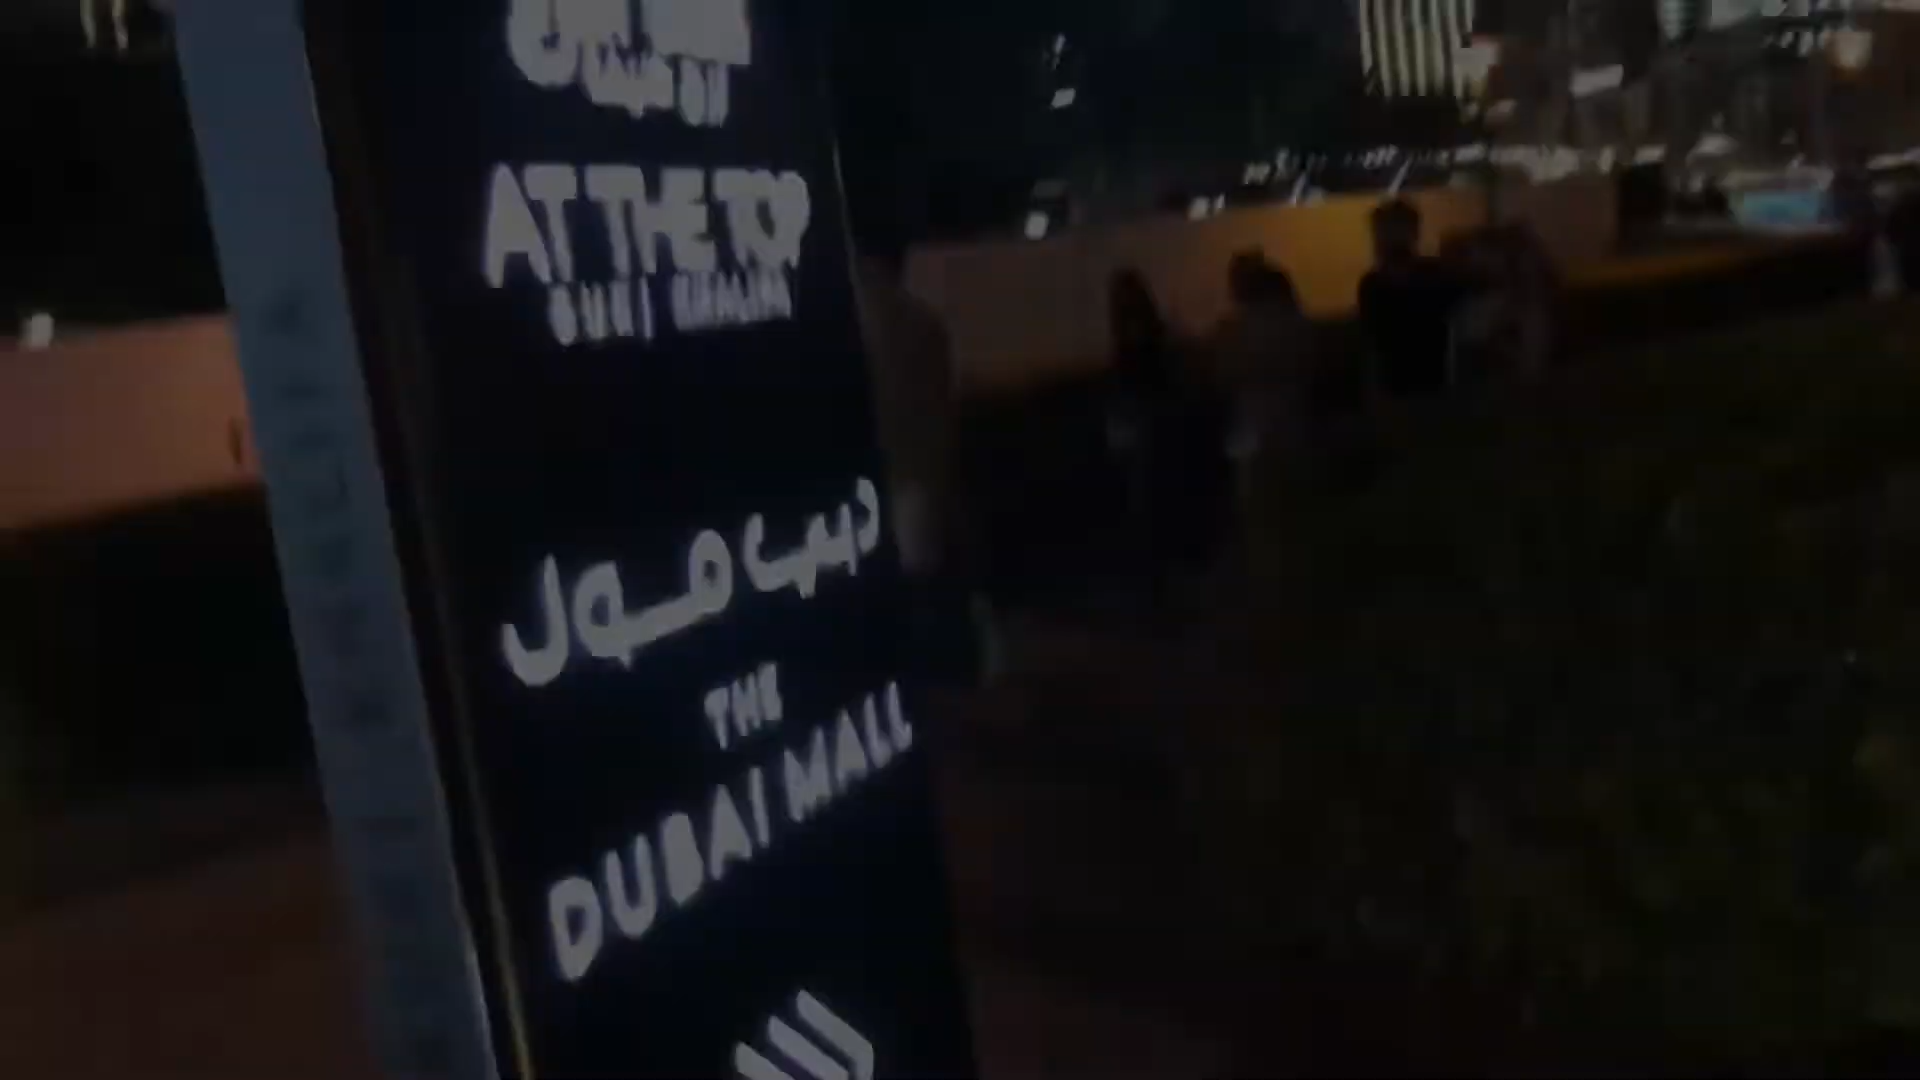 AT THE TOP
BURJ KHALIFA
دبي مول
THE
DUBAI MALL